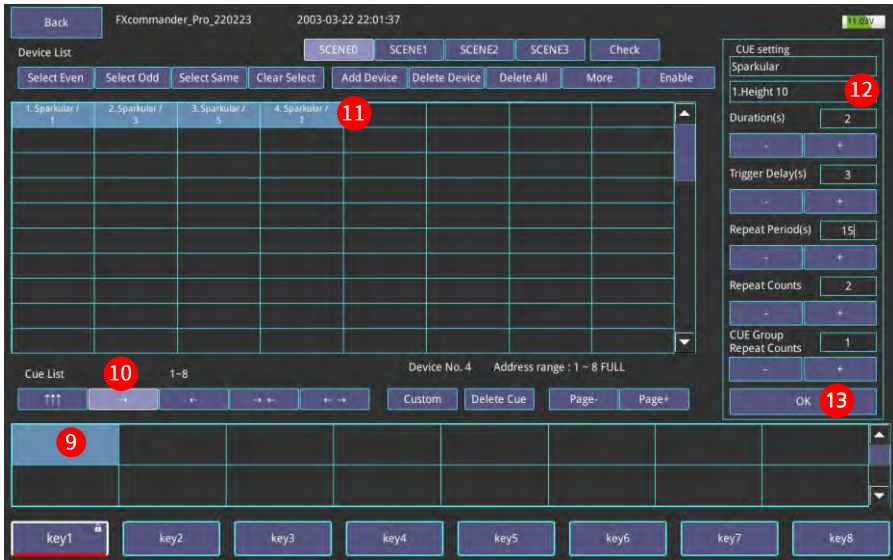 Back
FXcommander_Pro_220223
2003-03-22 22:01:37
11.03V
Device List
SCENE0
SCENE1
SCENE2
SCENE3
Check
Select Even
Select Odd
Select Same
Clear Select
Add Device
Delete Device
Delete All
More
Enable
1. Sparkular /
1
2. Sparkular /
3
3. Sparkular /
5
4. Sparkular /
7
11
CUE setting
Sparkular
1.Height 10
12
Duration(s)
2
-
+
Trigger Delay(s)
3
-
+
Repeat Period(s)
15
-
+
Repeat Counts
2
-
+
CUE Group
Repeat Counts
1
-
+
OK
13
Cue List
10
1~8
Device No. 4
Address range : 1 ~ 8 FULL
↑↑↑
→
←
→ ←
← →
Custom
Delete Cue
Page-
Page+
9
key1
key2
key3
key4
key5
key6
key7
key8